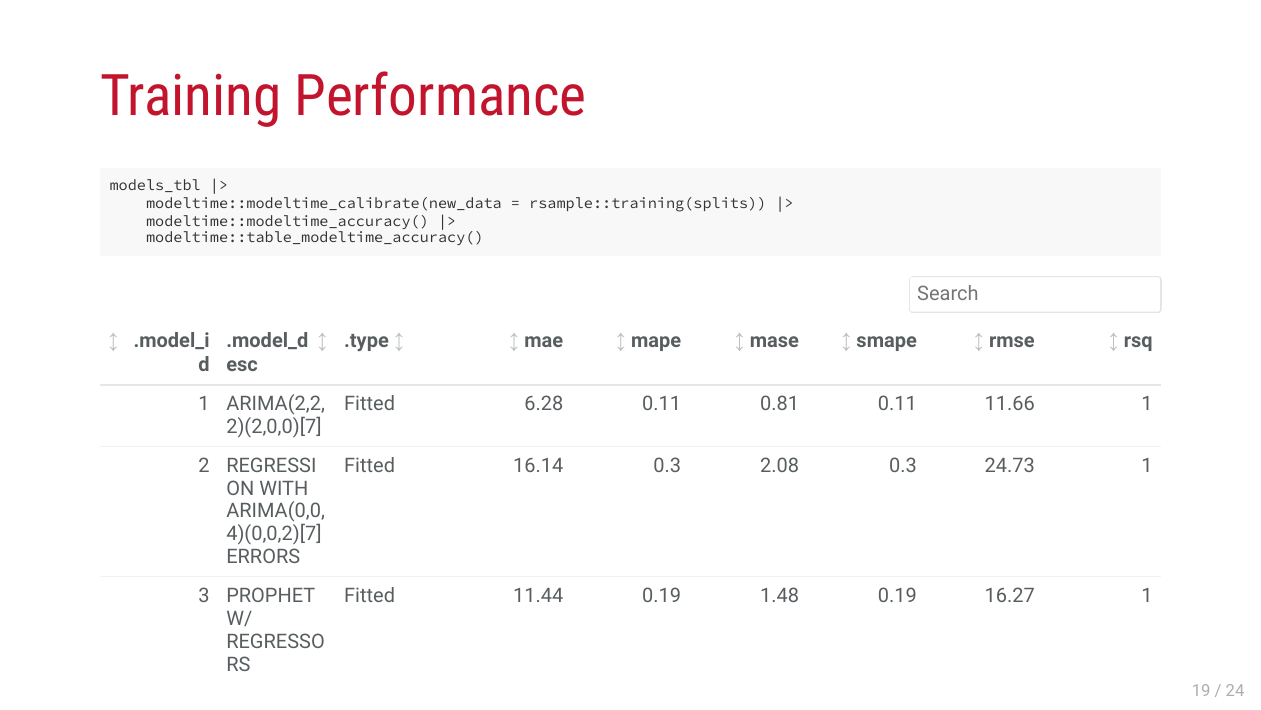 Training Performance
models_tbl |>
    modeltime::modeltime_calibrate(new_data = rsample::training(splits)) |>
    modeltime::modeltime_accuracy() |>
    modeltime::table_modeltime_accuracy()
Search
.model_i .model_d .type mae mape mase smape rmse rsq
d esc
1 ARIMA(2,2, Fitted 6.28 0.11 0.81 0.11 11.66 1
2)(2,0,0)[7]
2 REGRESSI Fitted 16.14 0.3 2.08 0.3 24.73 1
ON WITH
ARIMA(0,0,
4)(0,0,2)[7]
ERRORS
3 PROPHET Fitted 11.44 0.19 1.48 0.19 16.27 1
W/
REGRESSO
RS
19 / 24